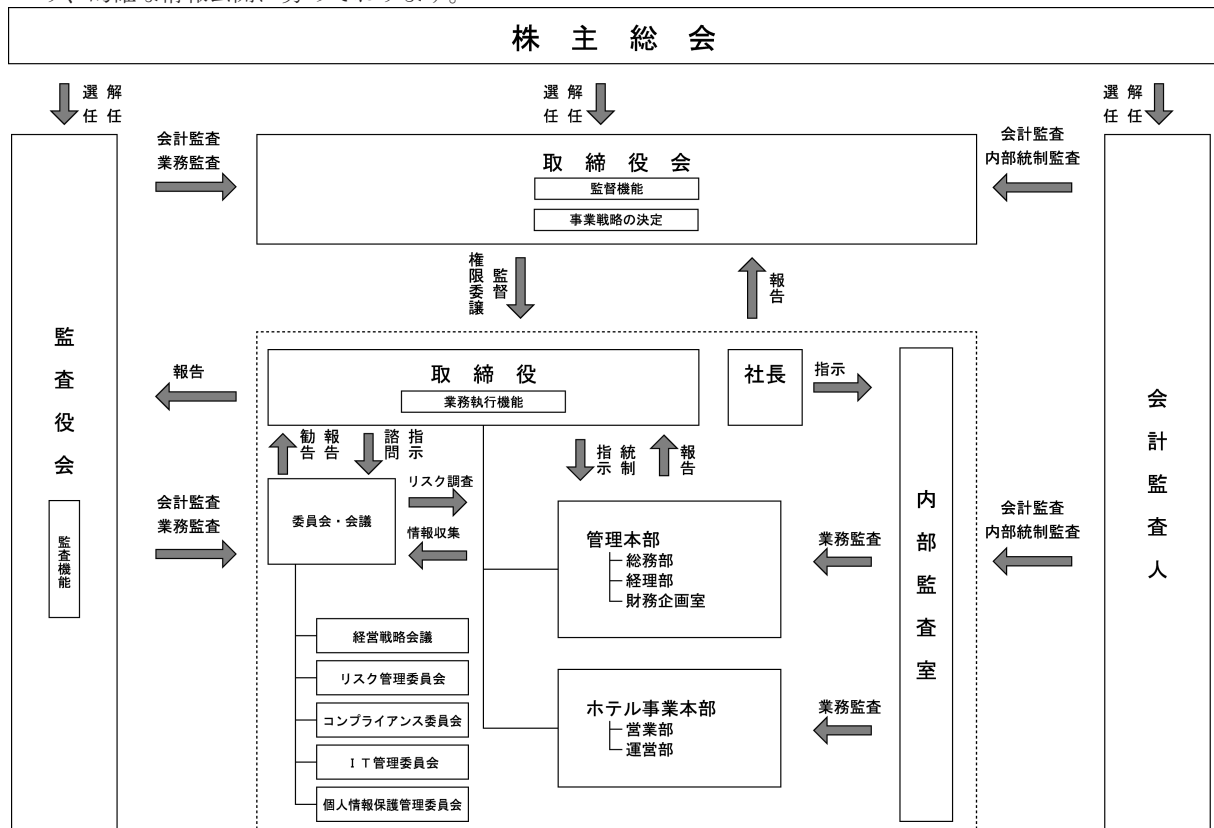 株主総会
選任
解任
選任
解任
選任
解任
会計監査
業務監査
取締役会
監督機能
事業戦略の決定
会計監査
内部統制監査
権限委譲
監督
報告
監査役会
監査機能
報告
取締役
業務執行機能
社長
指示
内部監査室
会計監査人
勧告
報告
諮問
指示
指示
統制
報告
会計監査
業務監査
委員会・会議
リスク調査
情報収集
管理本部
総務部
経理部
財務企画室
業務監査
会計監査
内部統制監査
経営戦略会議
リスク管理委員会
コンプライアンス委員会
ＩＴ管理委員会
個人情報保護管理委員会
ホテル事業本部
営業部
運営部
業務監査